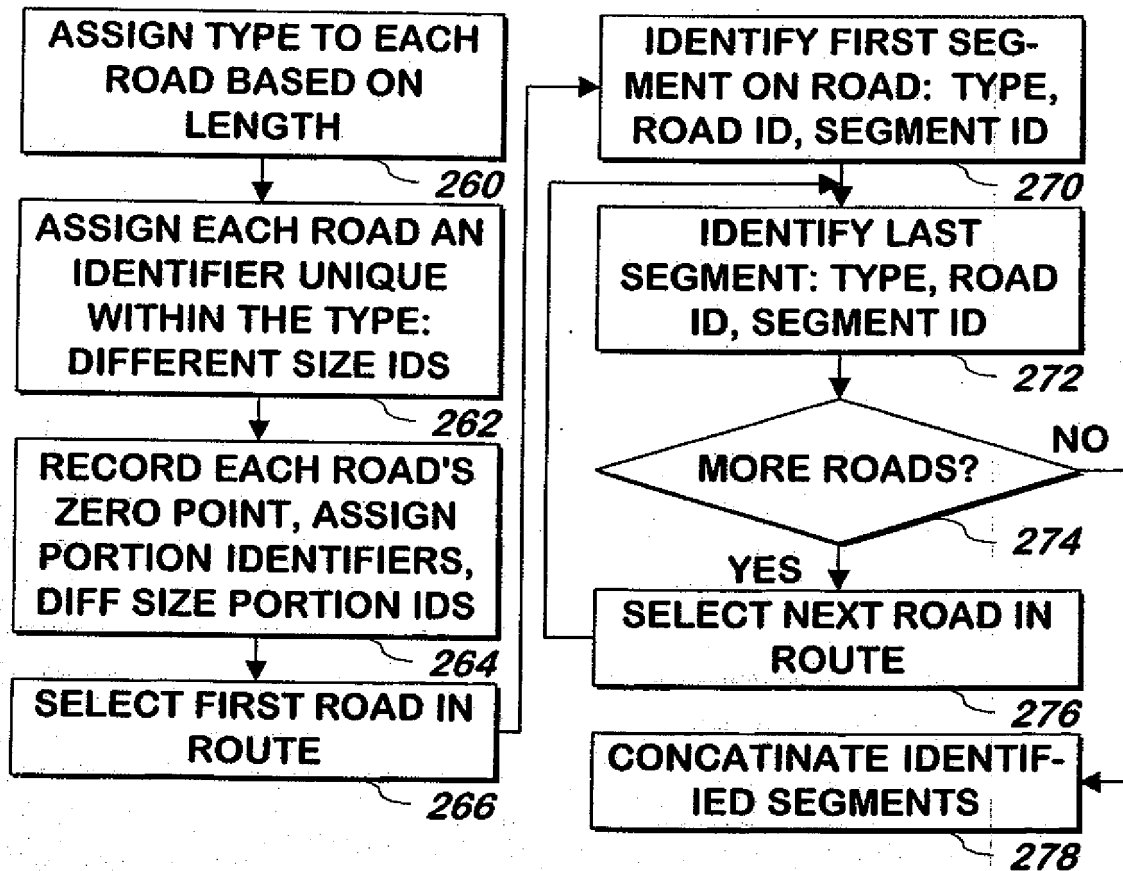 ASSIGN TYPE TO EACH
ROAD BASED ON
LENGTH
260
ASSIGN EACH ROAD AN
IDENTIFIER UNIQUE
WITHIN THE TYPE:
DIFFERENT SIZE IDS
262
RECORD EACH ROAD'S
ZERO POINT, ASSIGN
PORTION IDENTIFIERS,
DIFF SIZE PORTION IDS
264
SELECT FIRST ROAD IN
ROUTE
266
IDENTIFY FIRST SEG-
MENT ON ROAD: TYPE,
ROAD ID, SEGMENT ID
270
IDENTIFY LAST
SEGMENT: TYPE, ROAD
ID, SEGMENT ID
272
MORE ROADS?
NO
274
YES
SELECT NEXT ROAD IN
ROUTE
276
CONCATINATE IDENTIF-
IED SEGMENTS
278